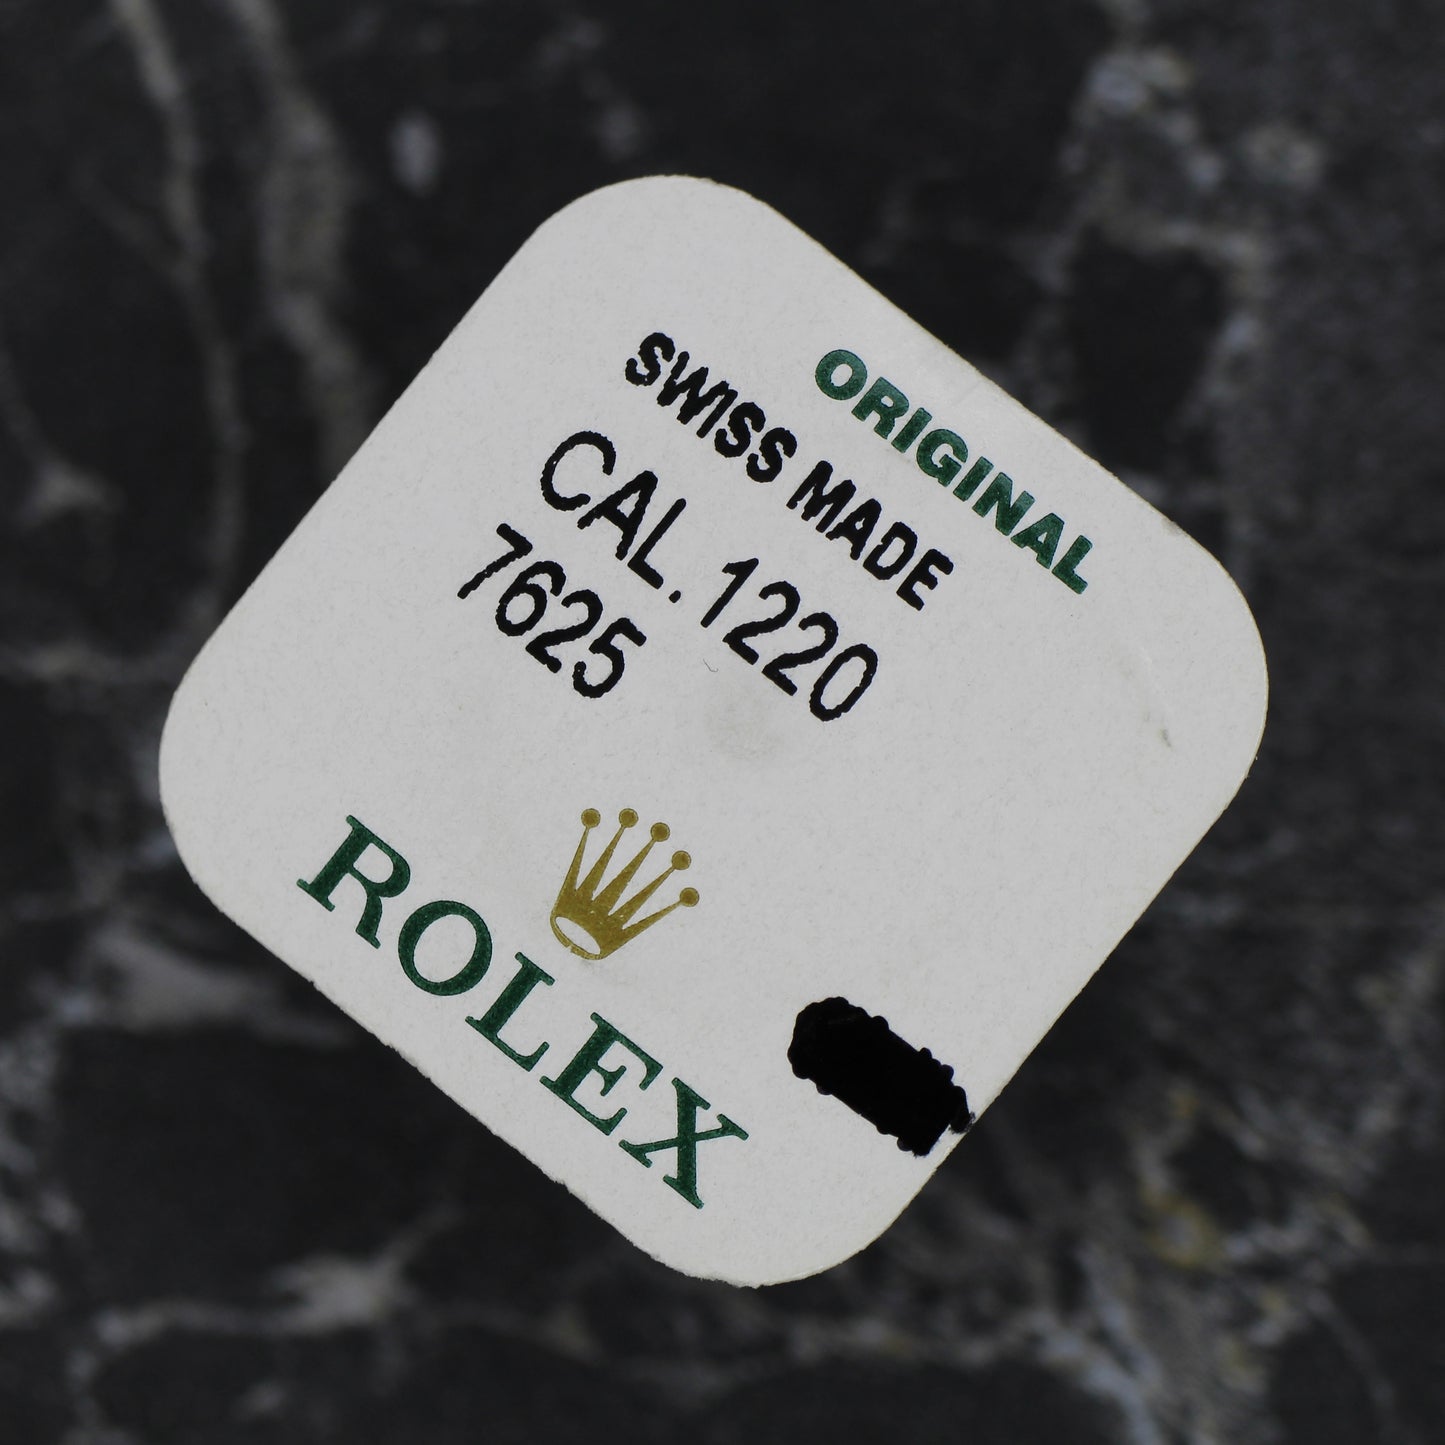 ORIGINAL
SWISS MADE
CAL. 1220
7625
ROLEX